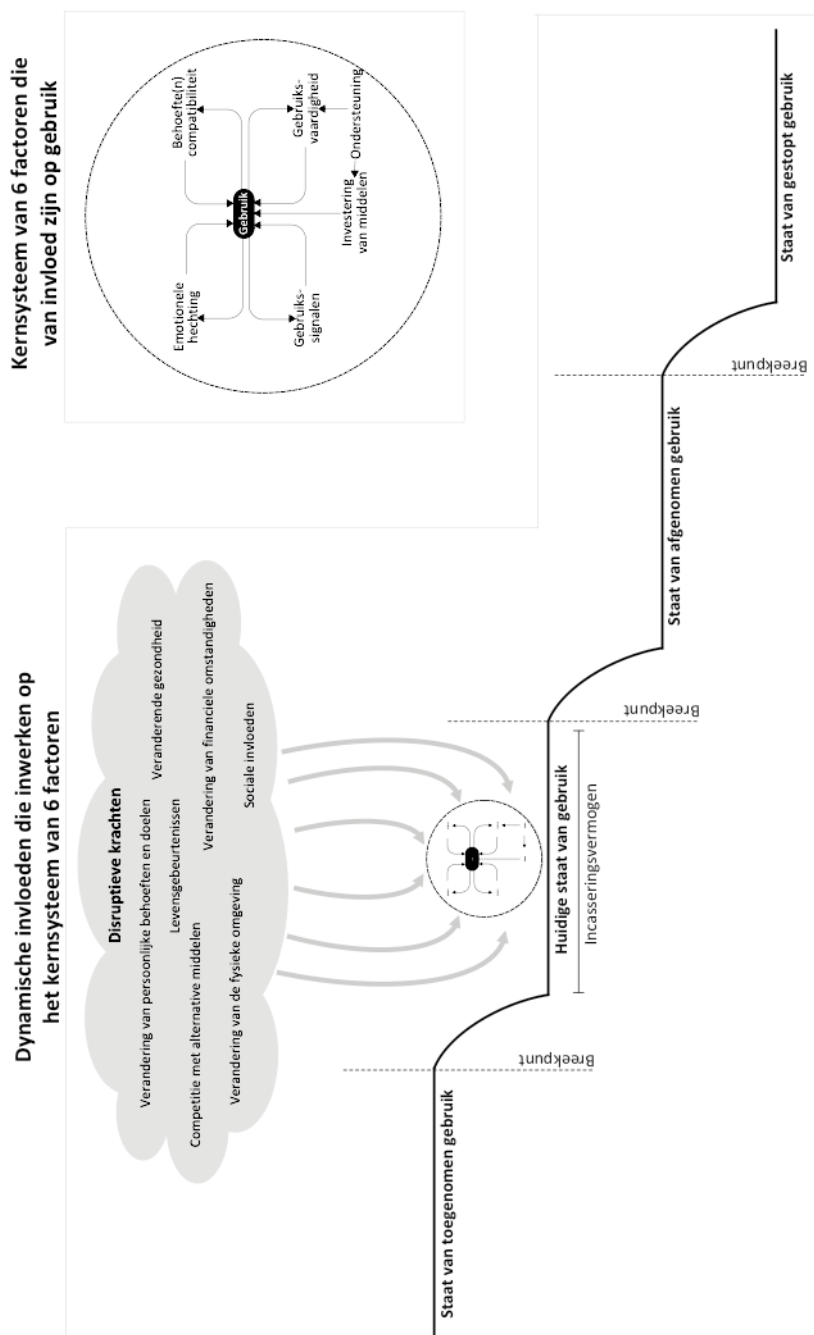 Dynamische invloeden die inwerken op
het kernsysteem van 6 factoren
Disruptieve krachten
Verandering van persoonlijke behoeften en doelen
Veranderende gezondheid
Levensgebeurtenissen
Competitie met alternative middelen
Verandering van financiele omstandigheden
Verandering van de fysieke omgeving
Sociale invloeden
Staat van toegenomen gebruik
Breekpunt
Huidige staat van gebruik
Incasseringsvermogen
Breekpunt
Staat van afgenomen gebruik
Breekpunt
Staat van gestopt gebruik
Kernsysteem van 6 factoren die
van invloed zijn op gebruik
Emotionele
hechting
Behoefte(n)
compatibiliteit
Gebruik
Gebruiks-
signalen
Gebruiks-
vaardigheid
Investering
van middelen
Ondersteuning